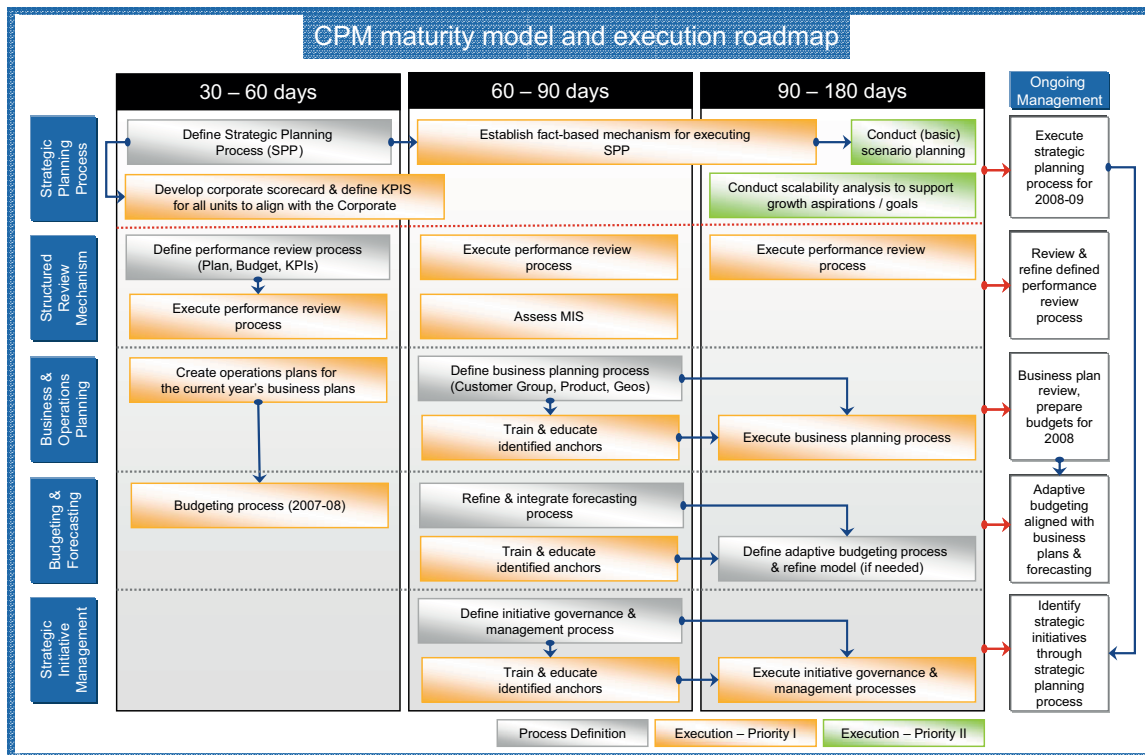 CPM maturity model and execution roadmap
30 – 60 days
60 – 90 days
90 – 180 days
Ongoing
Management
Strategic
Planning
Process
Define Strategic Planning
Process (SPP)
Establish fact-based mechanism for executing
SPP
Conduct (basic)
scenario planning
Develop corporate scorecard & define KPIS
for all units to align with the Corporate
Conduct scalability analysis to support
growth aspirations / goals
Execute
strategic
planning
process for
2008-09
Structured
Review
Mechanism
Define performance review process
(Plan, Budget, KPIs)
Execute performance review
process
Execute performance review
process
Execute performance review
process
Assess MIS
Review &
refine defined
performance
review
process
Business &
Operations
Planning
Create operations plans for
the current year's business plans
Define business planning process
(Customer Group, Product, Geos)
Train & educate
identified anchors
Execute business planning process
Business plan
review,
prepare
budgets for
2008
Budgeting &
Forecasting
Budgeting process (2007-08)
Refine & integrate forecasting
process
Train & educate
identified anchors
Define adaptive budgeting process
& refine model (if needed)
Adaptive
budgeting
aligned with
business
plans &
forecasting
Strategic
Initiative
Management
Define initiative governance &
management process
Train & educate
identified anchors
Execute initiative governance &
management processes
Identify
strategic
initiatives
through
strategic
planning
process
Process Definition
Execution – Priority I
Execution – Priority II